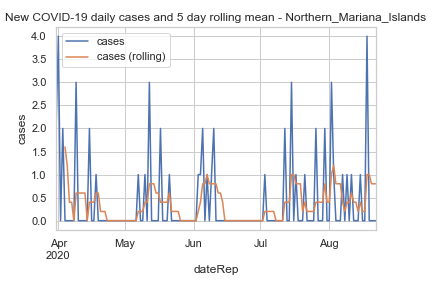 New COVID-19 daily cases and 5 day rolling mean - Northern_Mariana_Islands
cases
cases (rolling)
4.0
3.5
3.0
2.5
2.0
1.5
1.0
0.5
0.0
cases
Apr
2020
May
Jun
Jul
Aug
dateRep